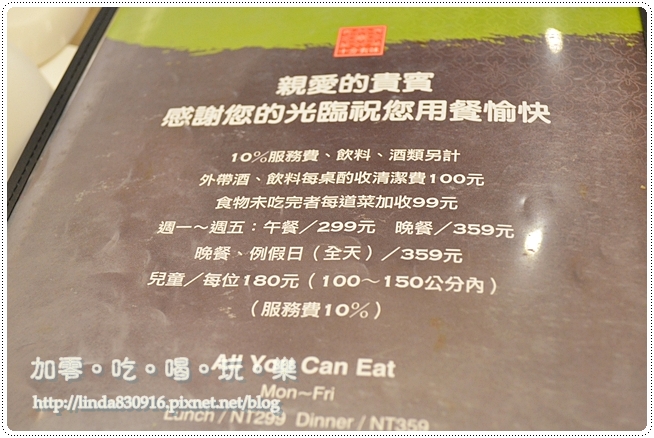 親愛的貴賓
感謝您的光臨祝您用餐愉快
10%服務費、飲料、酒類另計
外帶酒、飲料每桌酌收清潔費100元
食物未吃完者每道菜加收99元
週一～週五：午餐／299元 晚餐／359元
晚餐、例假日（全天）／359元
兒童／每位180元（100～150公分內）
（服務費10%）
All You Can Eat
加零。吃。喝。玩。樂
Mon~Fri
http://linda830916.pixnet.net/blog
Lunch / NT299 Dinner / NT359